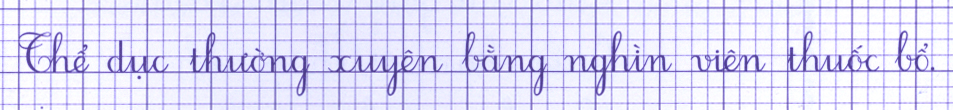 Thể dục thường xuyên bằng nghìn viên thuốc bổ.